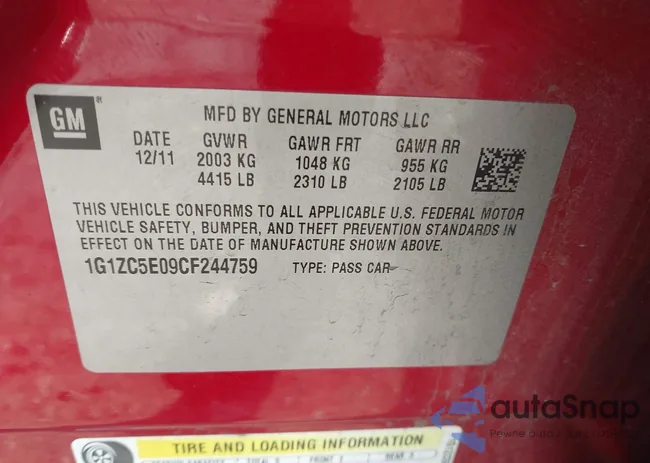 GM
MFD BY GENERAL MOTORS LLC
DATE GVWR GAWR FRT GAWR RR
12/11 2003 KG 1048 KG 955 KG
4415 LB 2310 LB 2105 LB
THIS VEHICLE CONFORMS TO ALL APPLICABLE U.S. FEDERAL MOTOR
VEHICLE SAFETY, BUMPER, AND THEFT PREVENTION STANDARDS IN
EFFECT ON THE DATE OF MANUFACTURE SHOWN ABOVE.
1G1ZC5E09CF244759 TYPE: PASS CAR
autaSnap
Pewne auta
TIRE AND LOADING INFORMATION